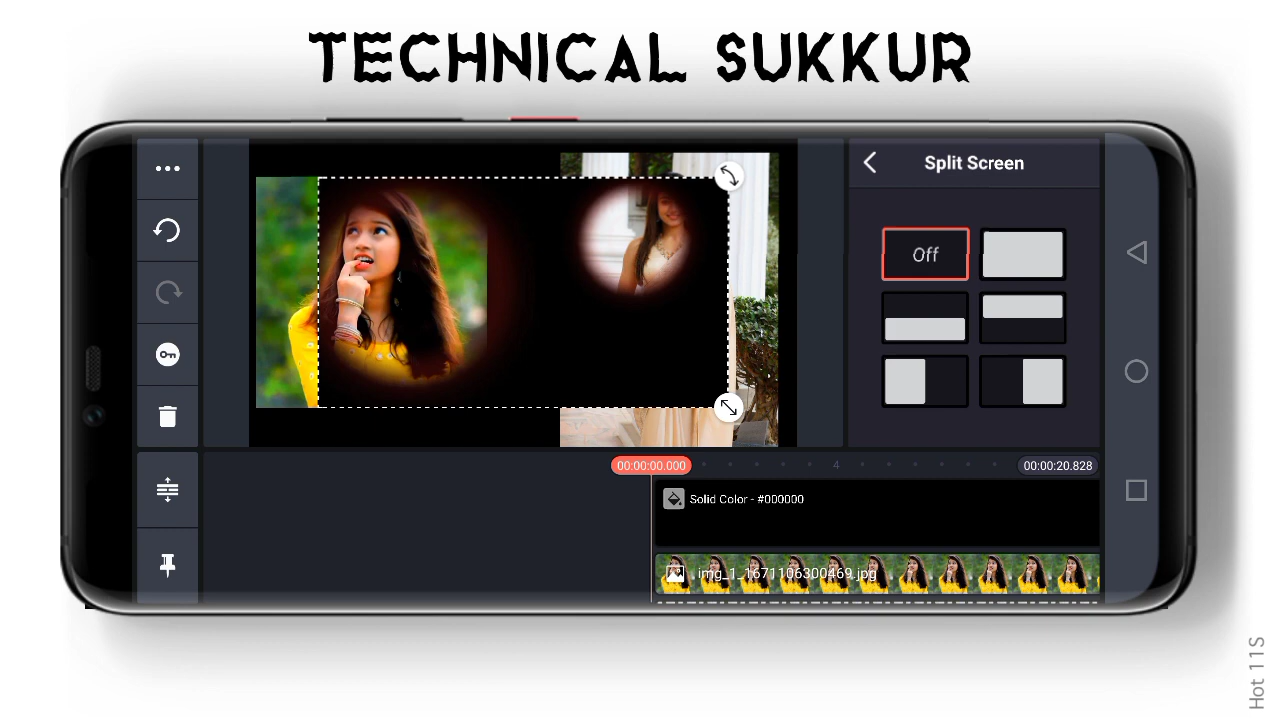 TECHNICAL SUKKUR
Split Screen
Off
00:00:00.000
4
00:00:20.828
Solid Color - #000000
img_1_1671106300469.jpg
Hot 11S